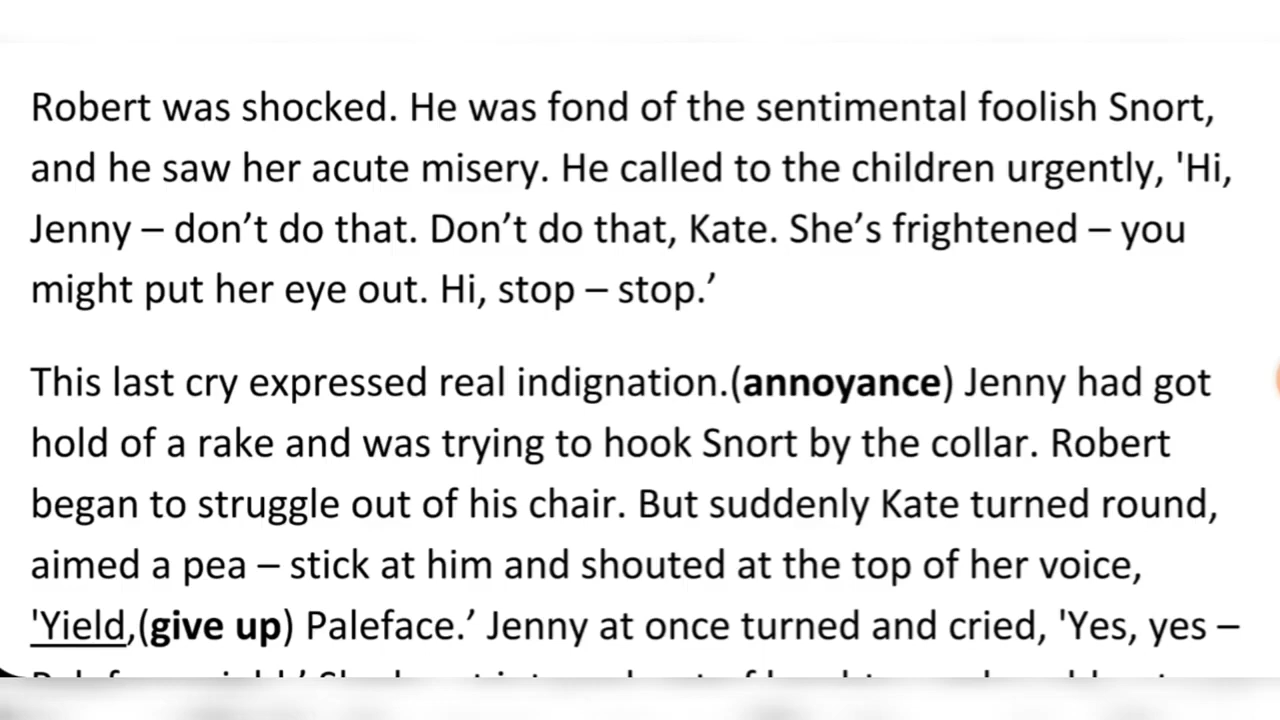 Robert was shocked. He was fond of the sentimental foolish Snort,
and he saw her acute misery. He called to the children urgently, 'Hi,
Jenny – don’t do that. Don’t do that, Kate. She’s frightened – you
might put her eye out. Hi, stop – stop.’
This last cry expressed real indignation.(annoyance) Jenny had got
hold of a rake and was trying to hook Snort by the collar. Robert
began to struggle out of his chair. But suddenly Kate turned round,
aimed a pea – stick at him and shouted at the top of her voice,
'Yield,(give up) Paleface.’ Jenny at once turned and cried, 'Yes, yes –